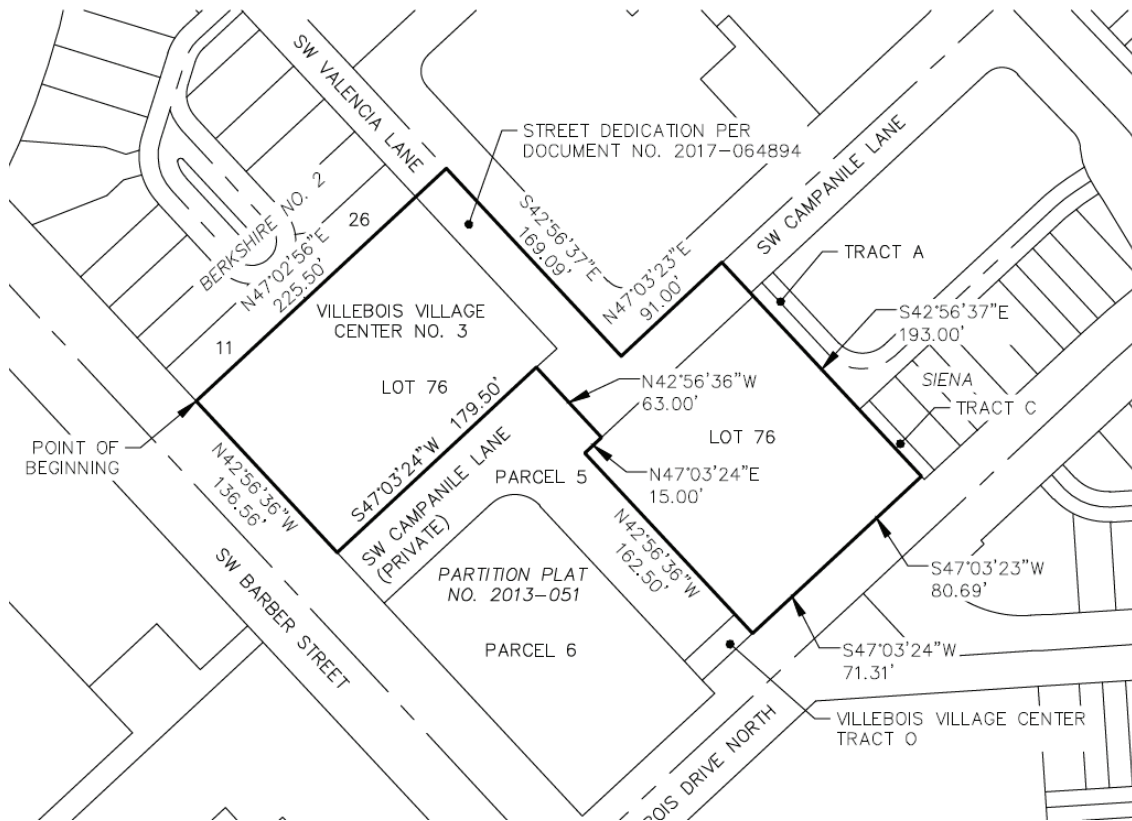 SW VALENCIA LANE
STREET DEDICATION PER
DOCUMENT NO. 2017-064894
SW CAMPANILE LANE
BERKSHIRE NO. 2
26
N47°02'56"E
225.50'
S42°56'37"E
169.09'
N47°03'23"E
91.00'
TRACT A
S42°56'37"E
193.00'
VILLEBOIS VILLAGE
CENTER NO. 3
11
LOT 76
SIENA
TRACT C
N42°56'36"W
63.00'
S47°03'24"W 179.50'
LOT 76
POINT OF
BEGINNING
N42°56'36"W
136.56'
SW CAMPANILE LANE
(PRIVATE)
PARCEL 5
N47°03'24"E
15.00'
N42°56'36"W
162.50'
PARTITION PLAT
NO. 2013-051
S47°03'23"W
80.69'
SW BARBER STREET
PARCEL 6
S47°03'24"W
71.31'
VILLEBOIS VILLAGE CENTER
TRACT O
BOIS DRIVE NORTH